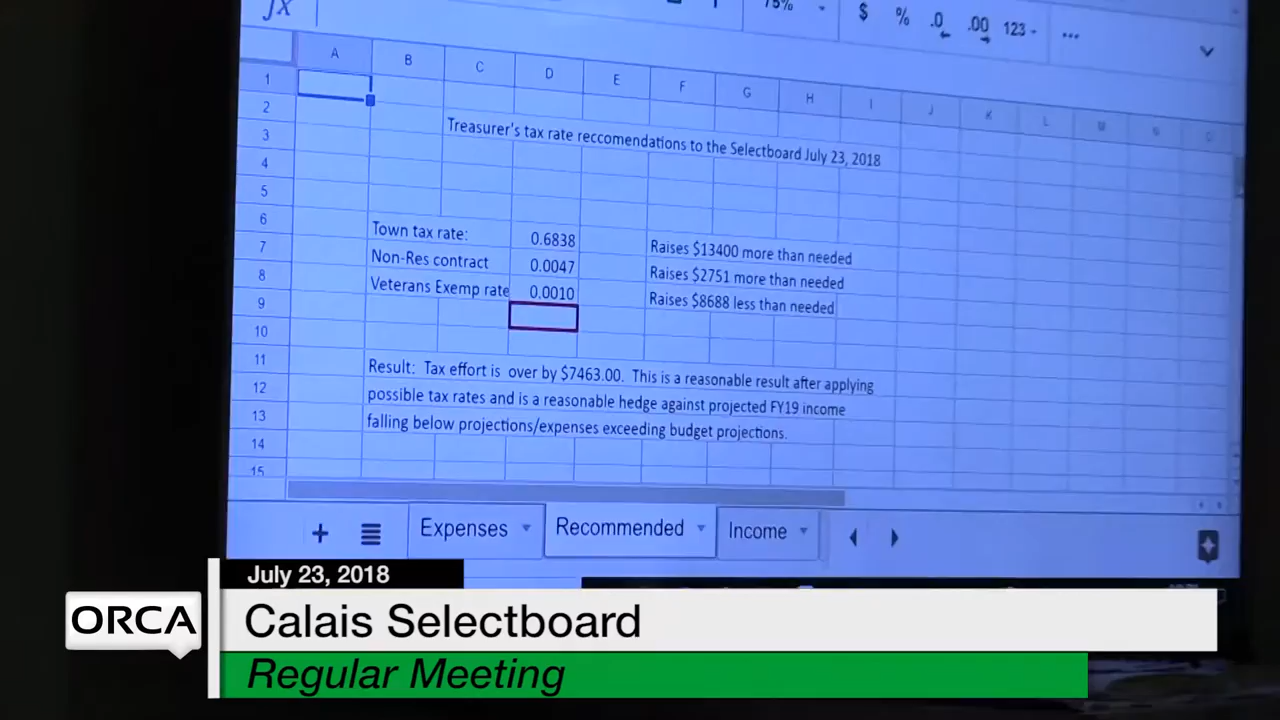 fx
75%
$ % .0 .00 123 ...
A B C D E F G H I J K L M N O
1
2
3 Treasurer's tax rate reccomendations to the Selectboard July 23, 2018
4
5
6 Town tax rate: 0.6838 Raises $13400 more than needed
7 Non-Res contract 0.0047 Raises $2751 more than needed
8 Veterans Exemp rate 0.0010 Raises $8688 less than needed
9
10
11 Result: Tax effort is over by $7463.00. This is a reasonable result after applying
12 possible tax rates and is a reasonable hedge against projected FY19 income
13 falling below projections/expenses exceeding budget projections.
14
15
+ Expenses Recommended Income
July 23, 2018
ORCA
Calais Selectboard
Regular Meeting